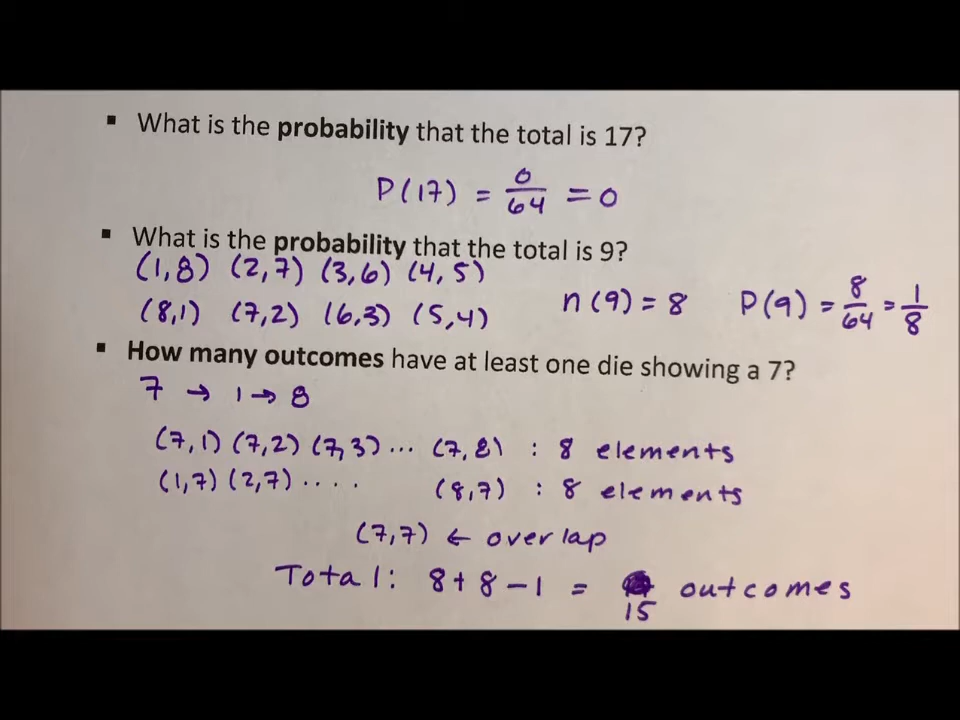 ▪ What is the probability that the total is 17?
P(17) = 0/64 = 0
▪ What is the probability that the total is 9?
(1,8) (2,7) (3,6) (4,5)
(8,1) (7,2) (6,3) (5,4) n(9) = 8 P(9) = 8/64 = 1/8
▪ How many outcomes have at least one die showing a 7?
7 → 1 → 8
(7,1) (7,2) (7,3) ... (7,8) : 8 elements
(1,7) (2,7) .... (8,7) : 8 elements
(7,7) ← overlap
Total: 8 + 8 - 1 = 15 outcomes